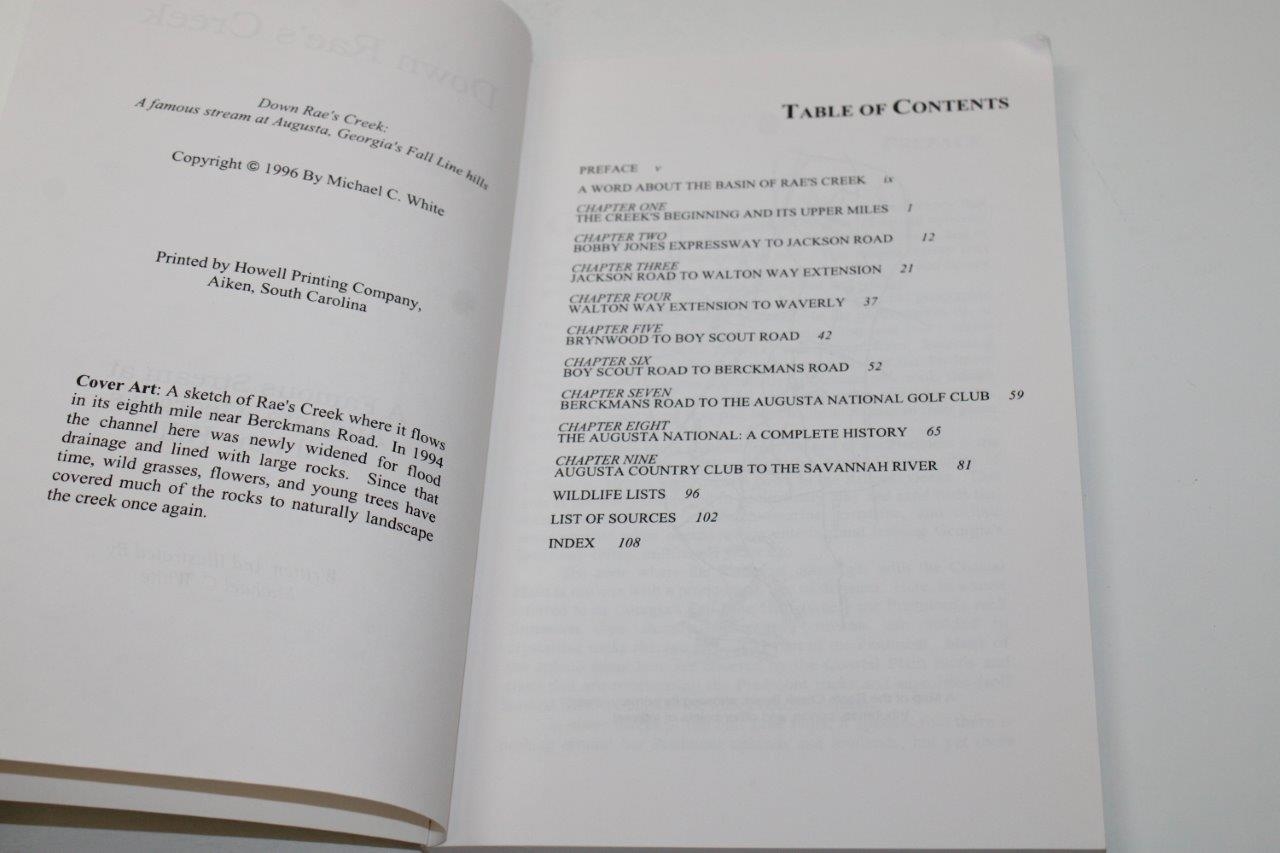 Down Rae's Creek:
A famous stream at Augusta, Georgia's Fall Line hills
Copyright © 1996 By Michael C. White
Printed by Howell Printing Company,
Aiken, South Carolina
Cover Art: A sketch of Rae's Creek where it flows
in its eighth mile near Berckmans Road. In 1994
the channel here was newly widened for flood
drainage and lined with large rocks. Since that
time, wild grasses, flowers, and young trees have
covered much of the rocks to naturally landscape
the creek once again.
TABLE OF CONTENTS
PREFACE v
A WORD ABOUT THE BASIN OF RAE'S CREEK ix
CHAPTER ONE
THE CREEK'S BEGINNING AND ITS UPPER MILES 1
CHAPTER TWO
BOBBY JONES EXPRESSWAY TO JACKSON ROAD 12
CHAPTER THREE
JACKSON ROAD TO WALTON WAY EXTENSION 21
CHAPTER FOUR
WALTON WAY EXTENSION TO WAVERLY 37
CHAPTER FIVE
BRYNWOOD TO BOY SCOUT ROAD 42
CHAPTER SIX
BOY SCOUT ROAD TO BERCKMANS ROAD 52
CHAPTER SEVEN
BERCKMANS ROAD TO THE AUGUSTA NATIONAL GOLF CLUB 59
CHAPTER EIGHT
THE AUGUSTA NATIONAL: A COMPLETE HISTORY 65
CHAPTER NINE
AUGUSTA COUNTRY CLUB TO THE SAVANNAH RIVER 81
WILDLIFE LISTS 96
LIST OF SOURCES 102
INDEX 108